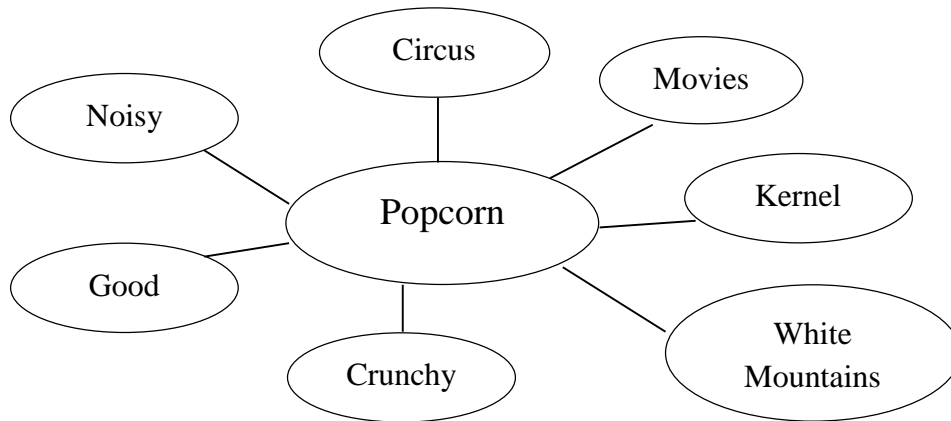 Circus
Movies
Noisy
Kernel
Popcorn
Good
White
Mountains
Crunchy